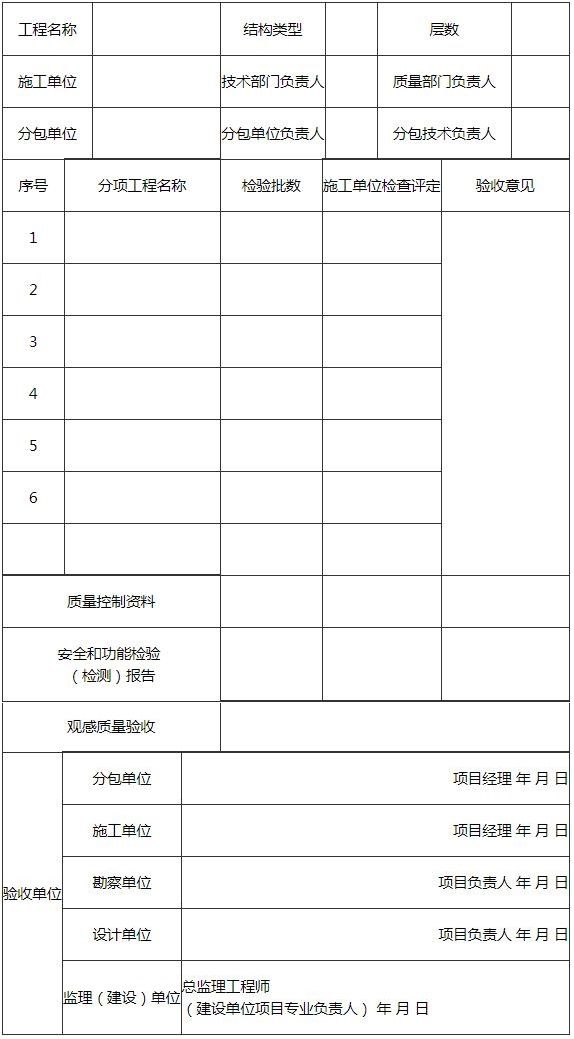 工程名称 结构类型 层数
施工单位 技术部门负责人 质量部门负责人
分包单位 分包单位负责人 分包技术负责人
序号 分项工程名称 检验批数 施工单位检查评定 验收意见
1
2
3
4
5
6
质量控制资料
安全和功能检验
（检测）报告
观感质量验收
验收单位
分包单位 项目经理 年 月 日
施工单位 项目经理 年 月 日
勘察单位 项目负责人 年 月 日
设计单位 项目负责人 年 月 日
监理（建设）单位 总监理工程师
（建设单位项目专业负责人） 年 月 日